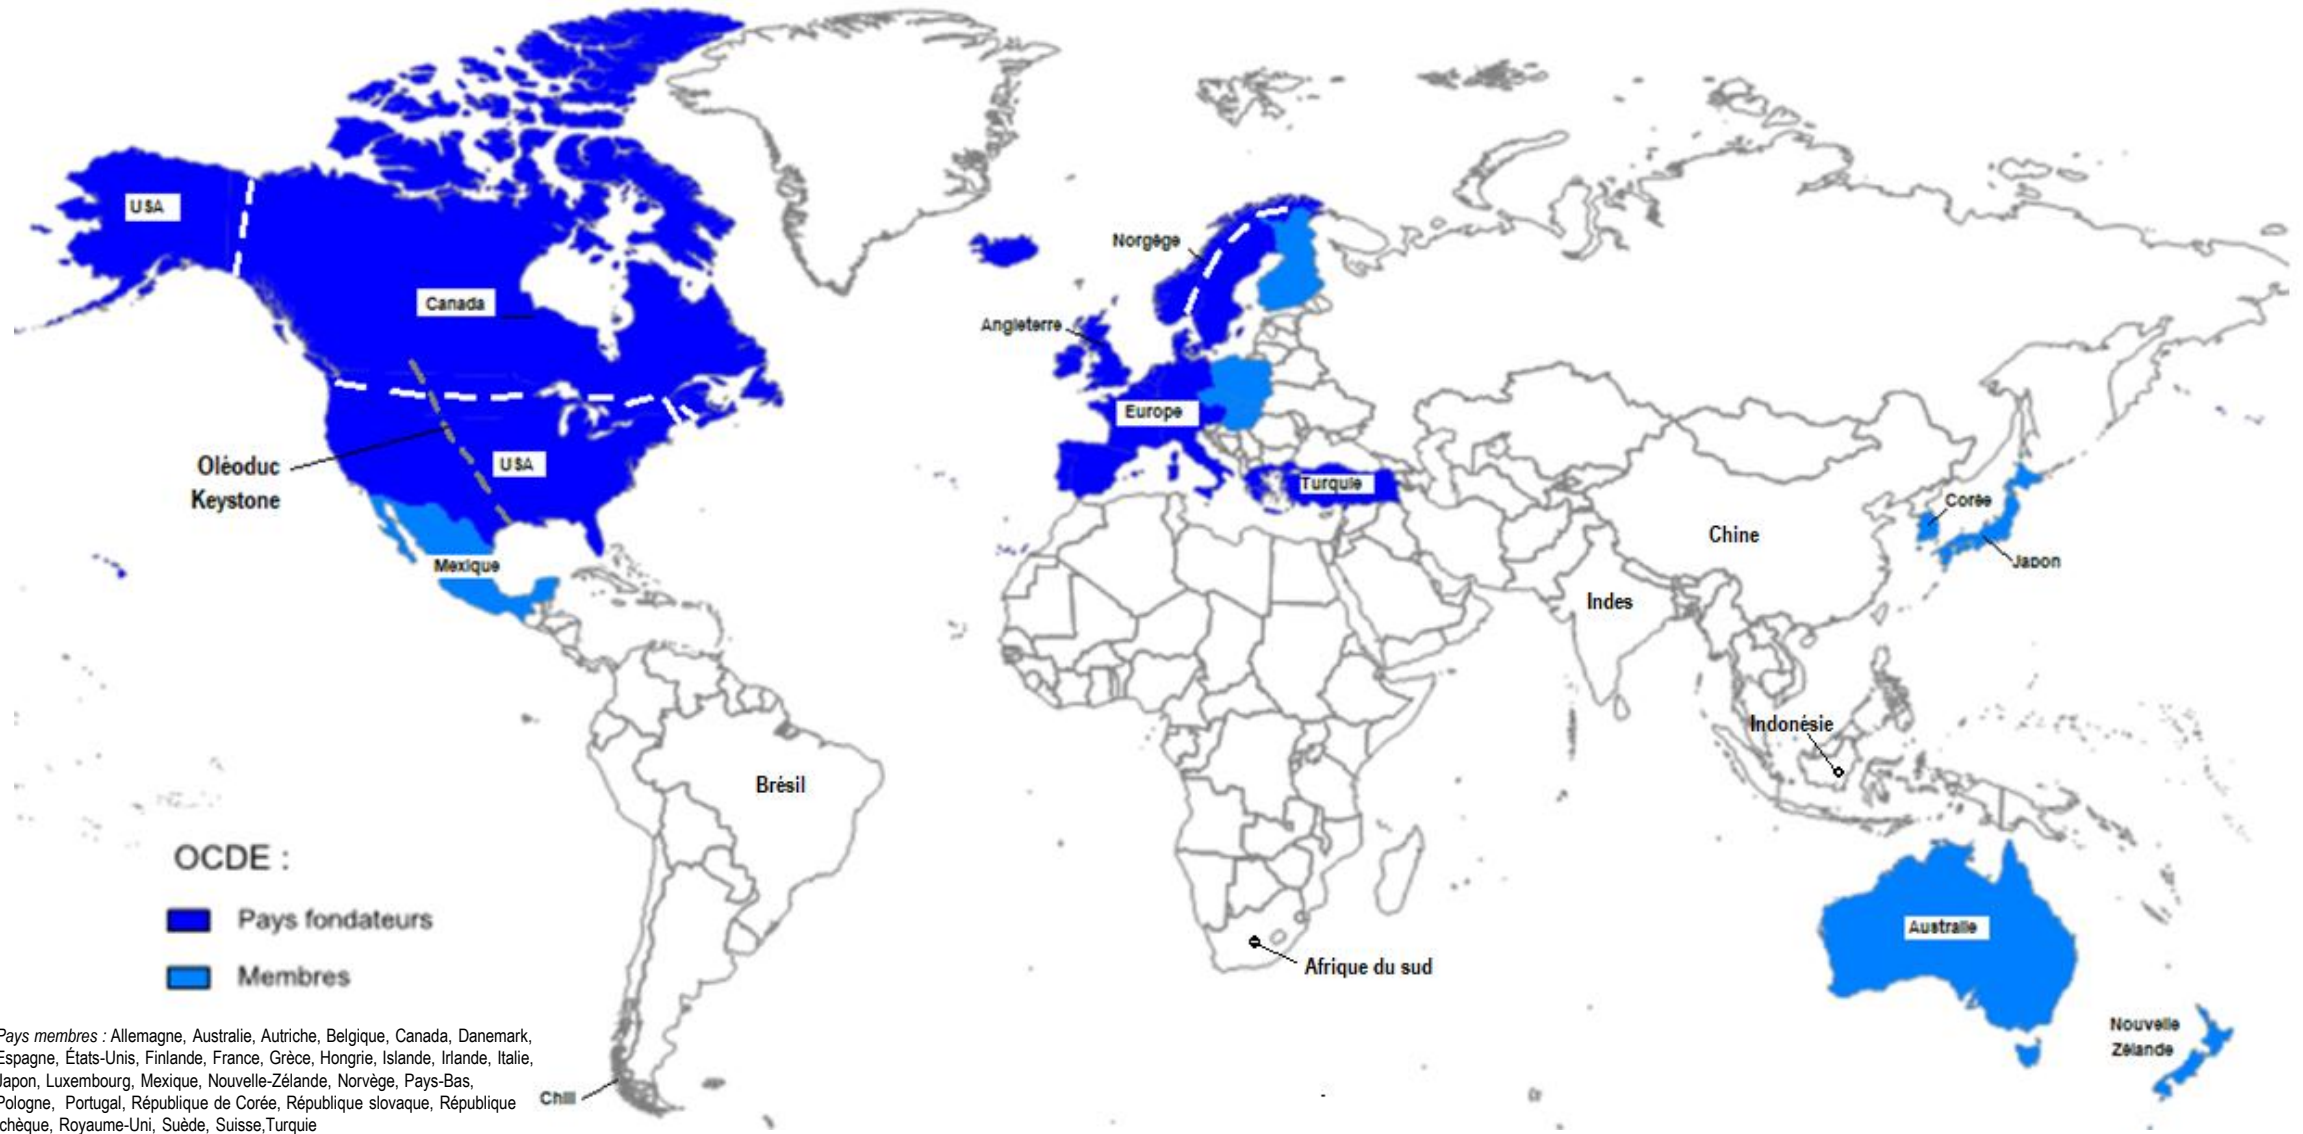 USA
Canada
Norgège
Angleterre
Europe
Oléoduc
Keystone
USA
Turquie
Corée
Chine
Japon
Mexique
Indes
Indonésie
Brésil
OCDE :
Pays fondateurs
Membres
Australie
Afrique du sud
Nouvelle
Zélande
Pays membres : Allemagne, Australie, Autriche, Belgique, Canada, Danemark,
Espagne, États-Unis, Finlande, France, Grèce, Hongrie, Islande, Irlande, Italie,
Japon, Luxembourg, Mexique, Nouvelle-Zélande, Norvège, Pays-Bas,
Pologne, Portugal, République de Corée, République slovaque, République
tchèque, Royaume-Uni, Suède, Suisse,Turquie
Chili